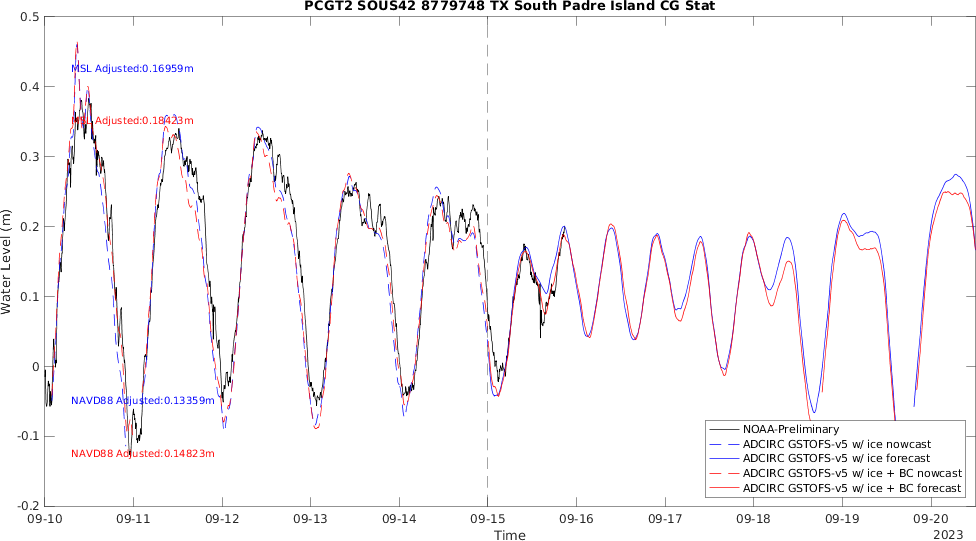 PCGT2 SOUS42 8779748 TX South Padre Island CG Stat
0.5
0.4
0.3
0.2
0.1
0
-0.1
-0.2
Water Level (m)
MSL Adjusted:0.16959m
MSL Adjusted:0.18423m
NAVD88 Adjusted:0.13359m
NAVD88 Adjusted:0.14823m
NOAA-Preliminary
ADCIRC GSTOFS-v5 w/ ice nowcast
ADCIRC GSTOFS-v5 w/ ice forecast
ADCIRC GSTOFS-v5 w/ ice + BC nowcast
ADCIRC GSTOFS-v5 w/ ice + BC forecast
09-10 09-11 09-12 09-13 09-14 09-15 09-16 09-17 09-18 09-19 09-20
Time
2023